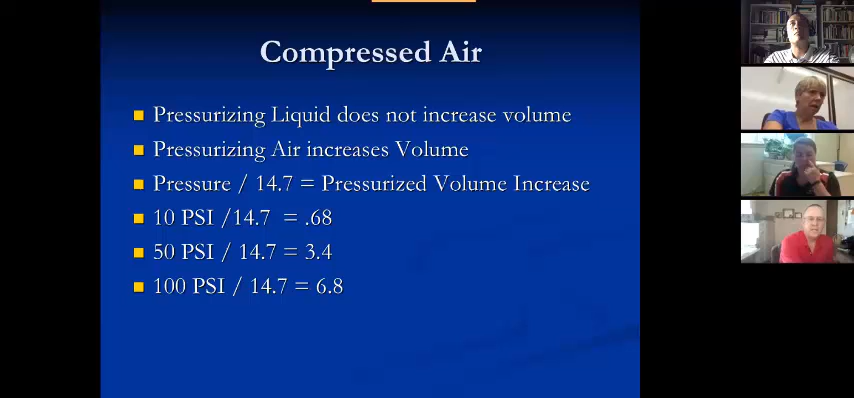 Compressed Air
Pressurizing Liquid does not increase volume
Pressurizing Air increases Volume
Pressure / 14.7 = Pressurized Volume Increase
10 PSI /14.7 = .68
50 PSI / 14.7 = 3.4
100 PSI / 14.7 = 6.8